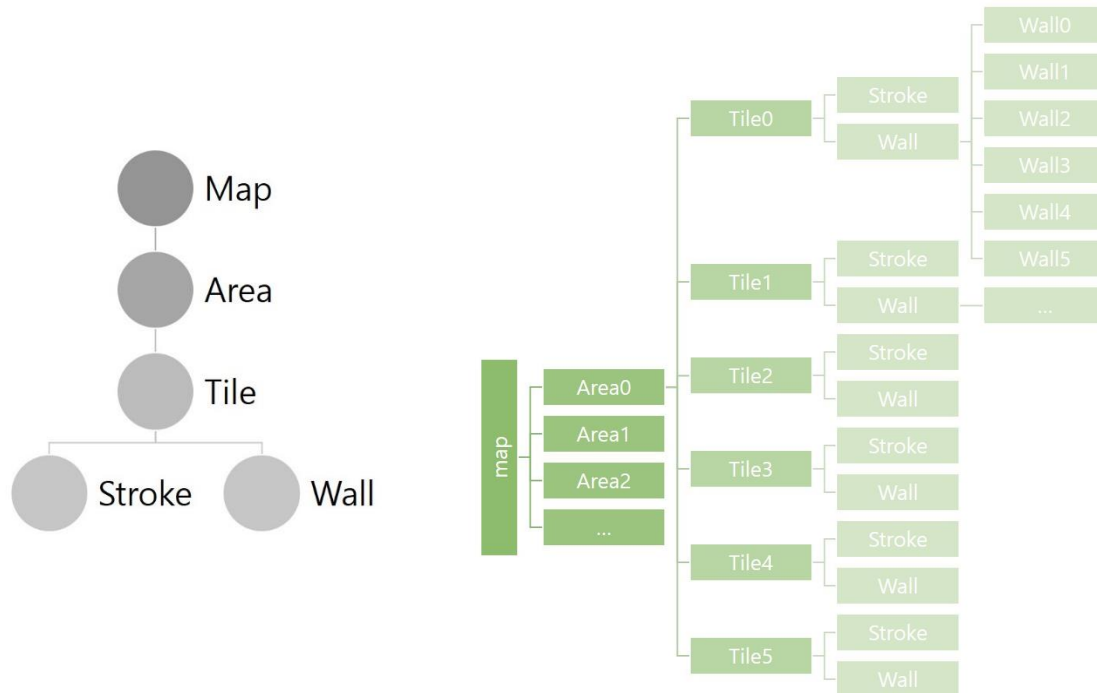 Map
Area
Tile
Stroke
Wall
map
Area0
Area1
Area2
...
Tile0
Stroke
Wall
Wall0
Wall1
Wall2
Wall3
Wall4
Wall5
Tile1
Stroke
Wall
...
Tile2
Stroke
Wall
Tile3
Stroke
Wall
Tile4
Stroke
Wall
Tile5
Stroke
Wall